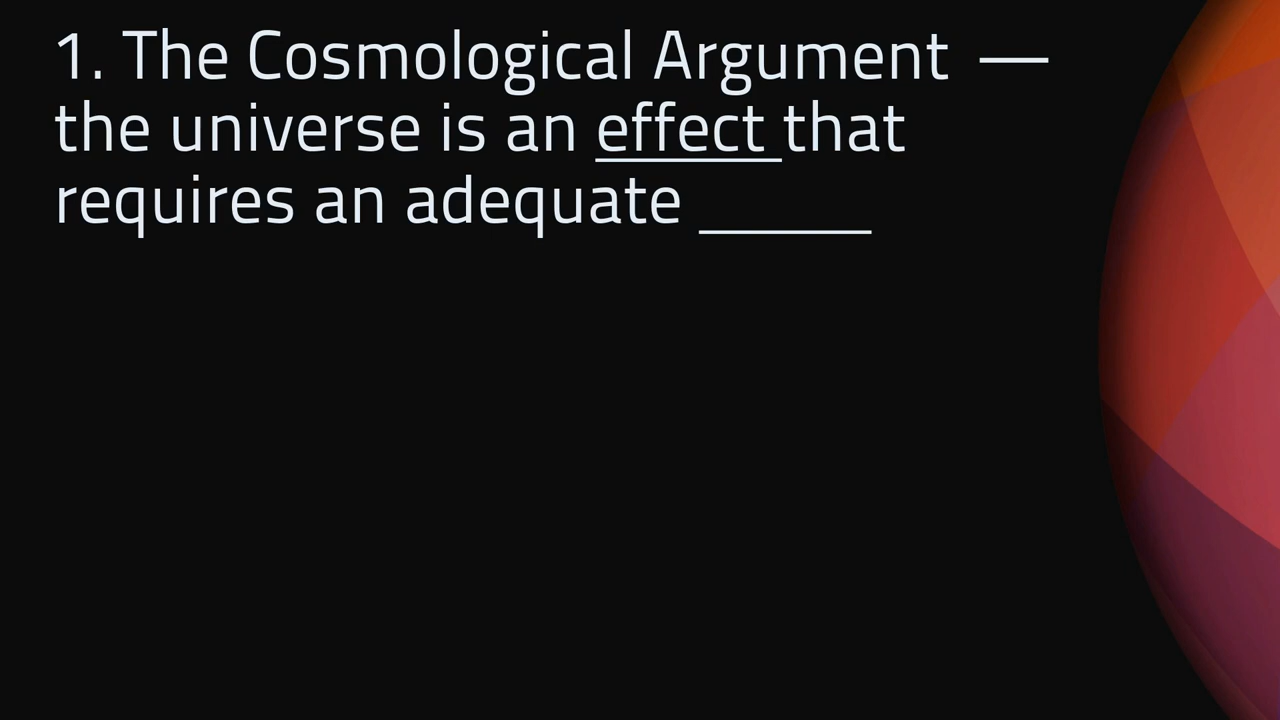 1. The Cosmological Argument —
the universe is an effect that
requires an adequate ______